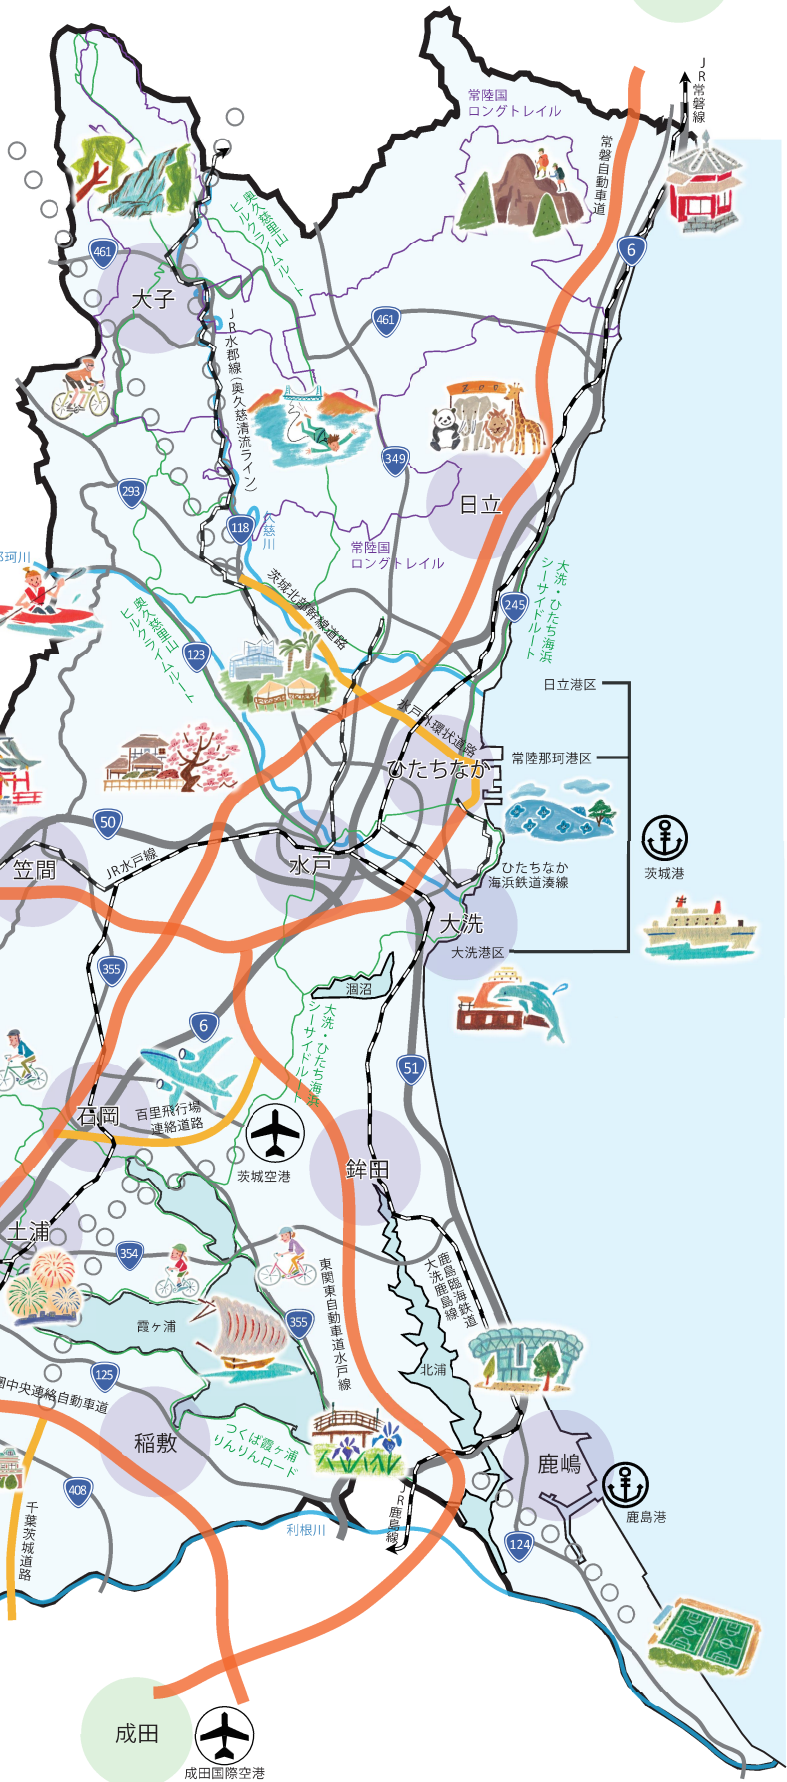 JR常磐線
常陸国
ロングトレイル
常磐自動車道
6
奥久慈里山
ヒルクライムルート
461
大子
461
JR水郡線(奥久慈清流ライン)
ZOO
349
293
日立
118
久慈川
常陸国
ロングトレイル
那珂川
茨城北部幹線道路
大洗・ひたち海浜
シーサイドルート
245
奥久慈里山
ヒルクライムルート
123
日立港区
水戸外環状道路
常陸那珂港区
ひたちなか
50
茨城港
JR水戸線
笠間
水戸
ひたちなか
海浜鉄道湊線
大洗
大洗港区
355
涸沼
6
大洗・ひたち海浜
シーサイドルート
51
石岡
百里飛行場
連絡道路
茨城空港
鉾田
土浦
354
鹿島臨海鉄道
大洗鹿島線
東関東自動車道水戸線
355
霞ヶ浦
北浦
125
圏中央連絡自動車道
つくば霞ヶ浦
りんりんロード
稲敷
鹿嶋
408
千葉茨城道路
JR鹿島線
鹿島港
利根川
124
成田
成田国際空港